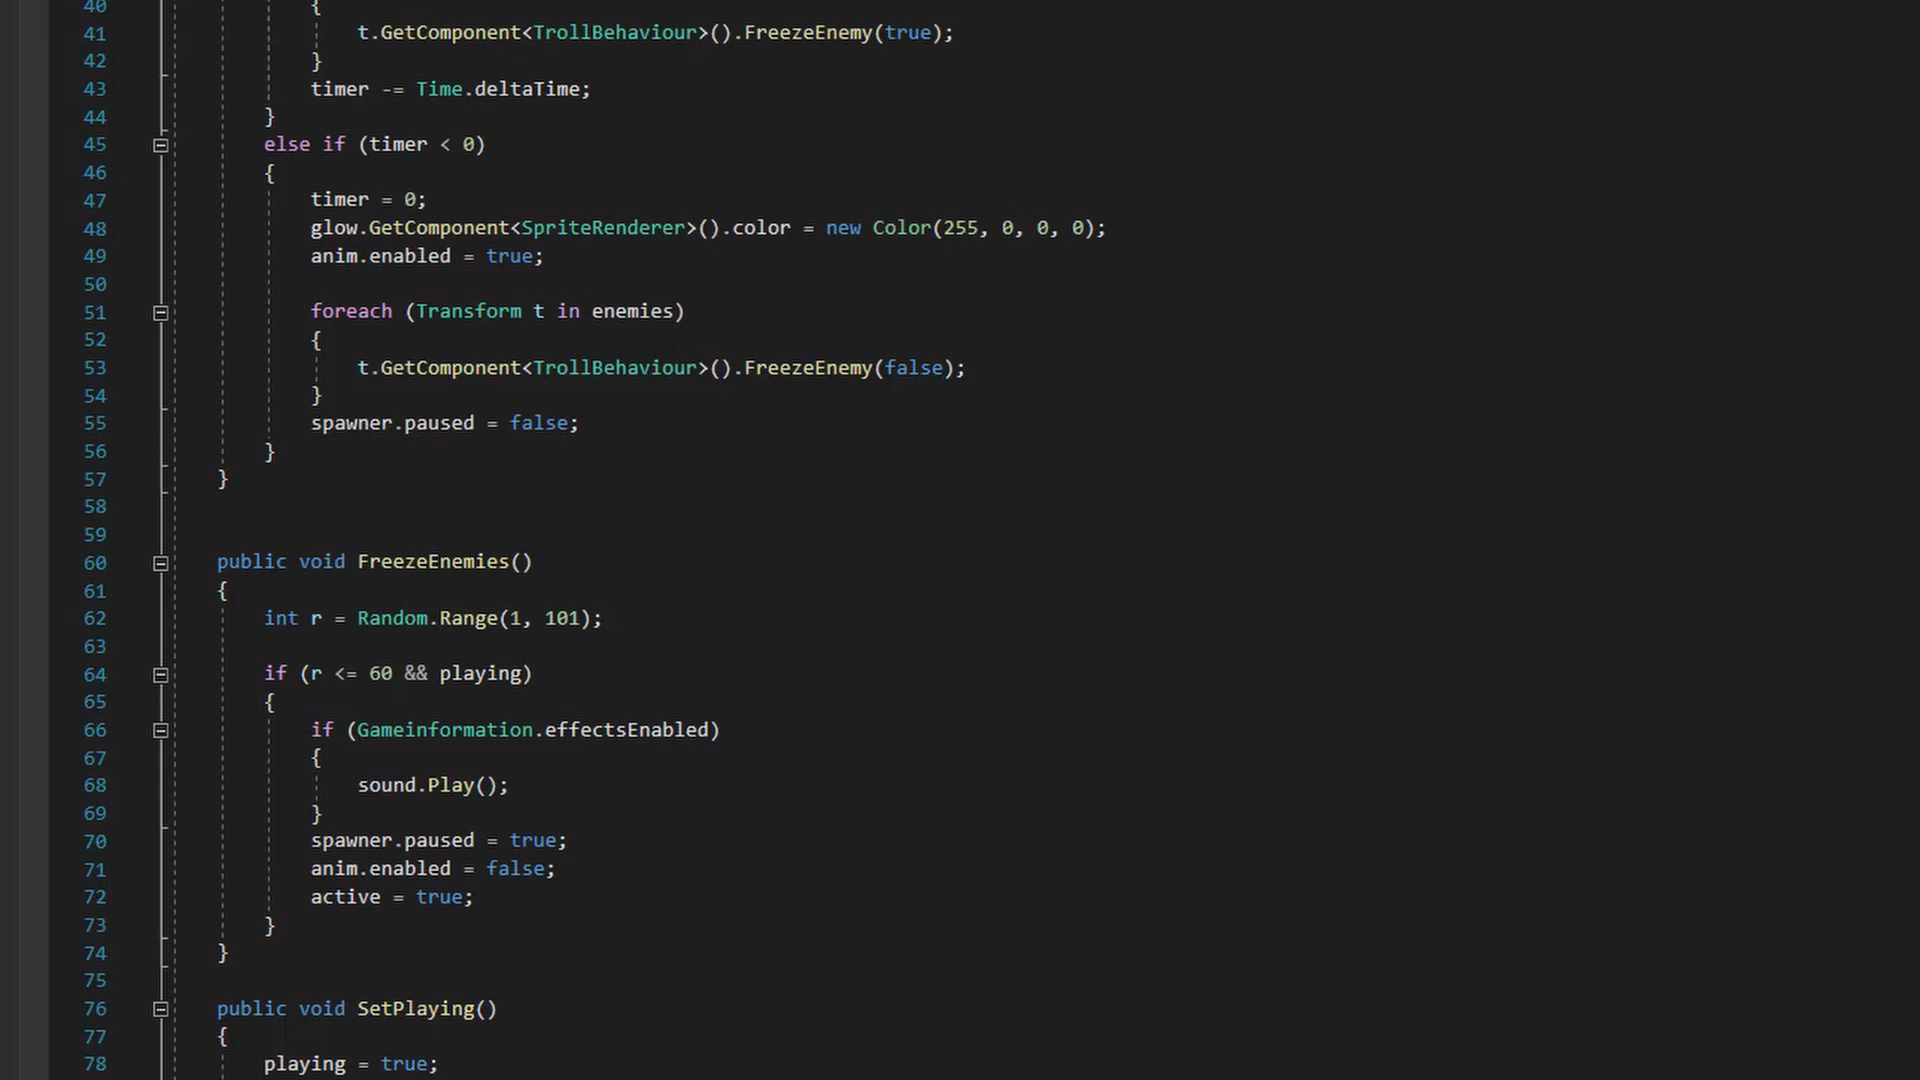 40 {
41 t.GetComponent<TrollBehaviour>().FreezeEnemy(true);
42 }
43 timer -= Time.deltaTime;
44 }
45 else if (timer < 0)
46 {
47 timer = 0;
48 glow.GetComponent<SpriteRenderer>().color = new Color(255, 0, 0, 0);
49 anim.enabled = true;
50
51 foreach (Transform t in enemies)
52 {
53 t.GetComponent<TrollBehaviour>().FreezeEnemy(false);
54 }
55 spawner.paused = false;
56 }
57 }
58
59
60 public void FreezeEnemies()
61 {
62 int r = Random.Range(1, 101);
63
64 if (r <= 60 && playing)
65 {
66 if (Gameinformation.effectsEnabled)
67 {
68 sound.Play();
69 }
70 spawner.paused = true;
71 anim.enabled = false;
72 active = true;
73 }
74 }
75
76 public void SetPlaying()
77 {
78 playing = true;